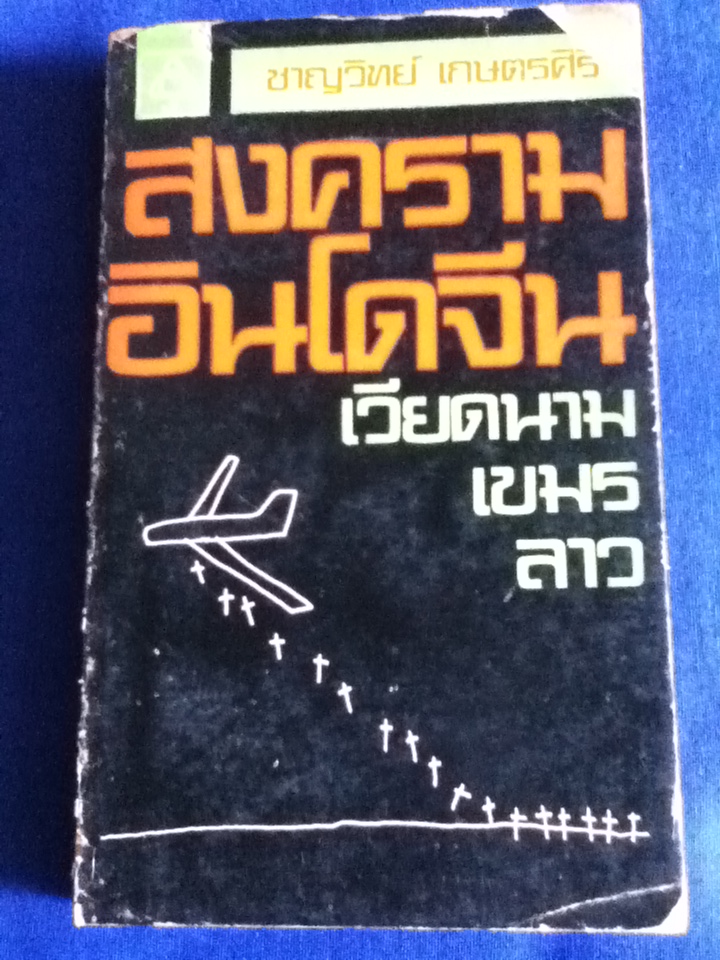 ชาญวิทย์ เกษตรศิริ
สงคราม
อินโดจีน
เวียดนาม
เขมร
ลาว